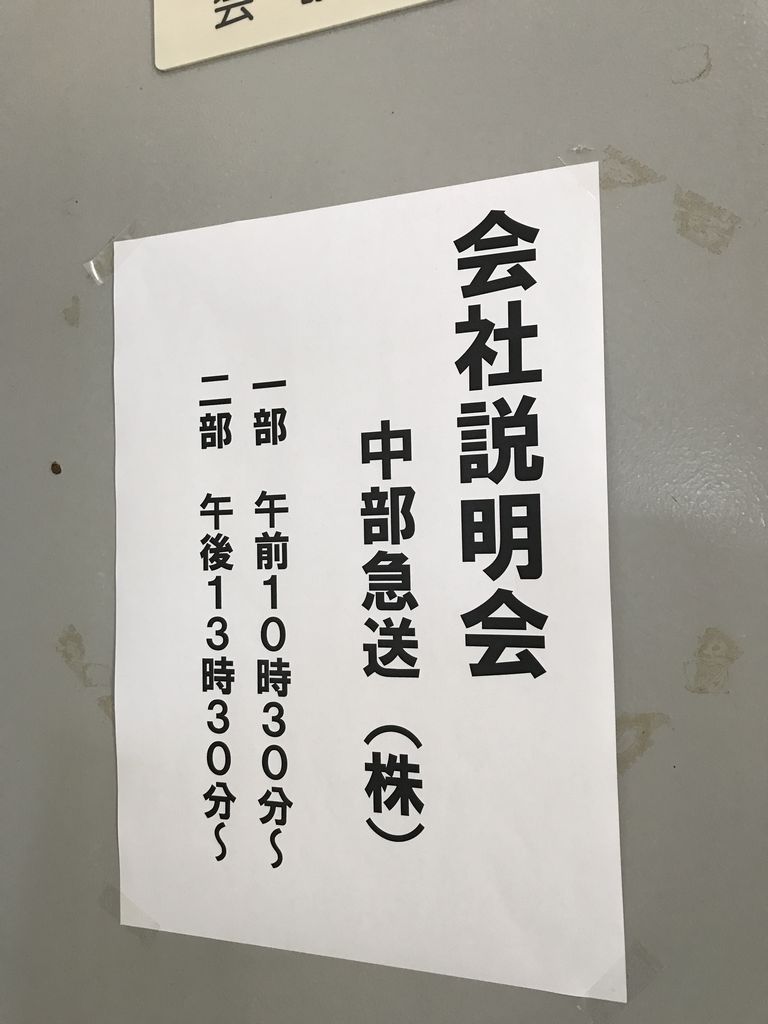 会社説明会
中部急送（株）
一部 午前10時30分～
二部 午後13時30分～